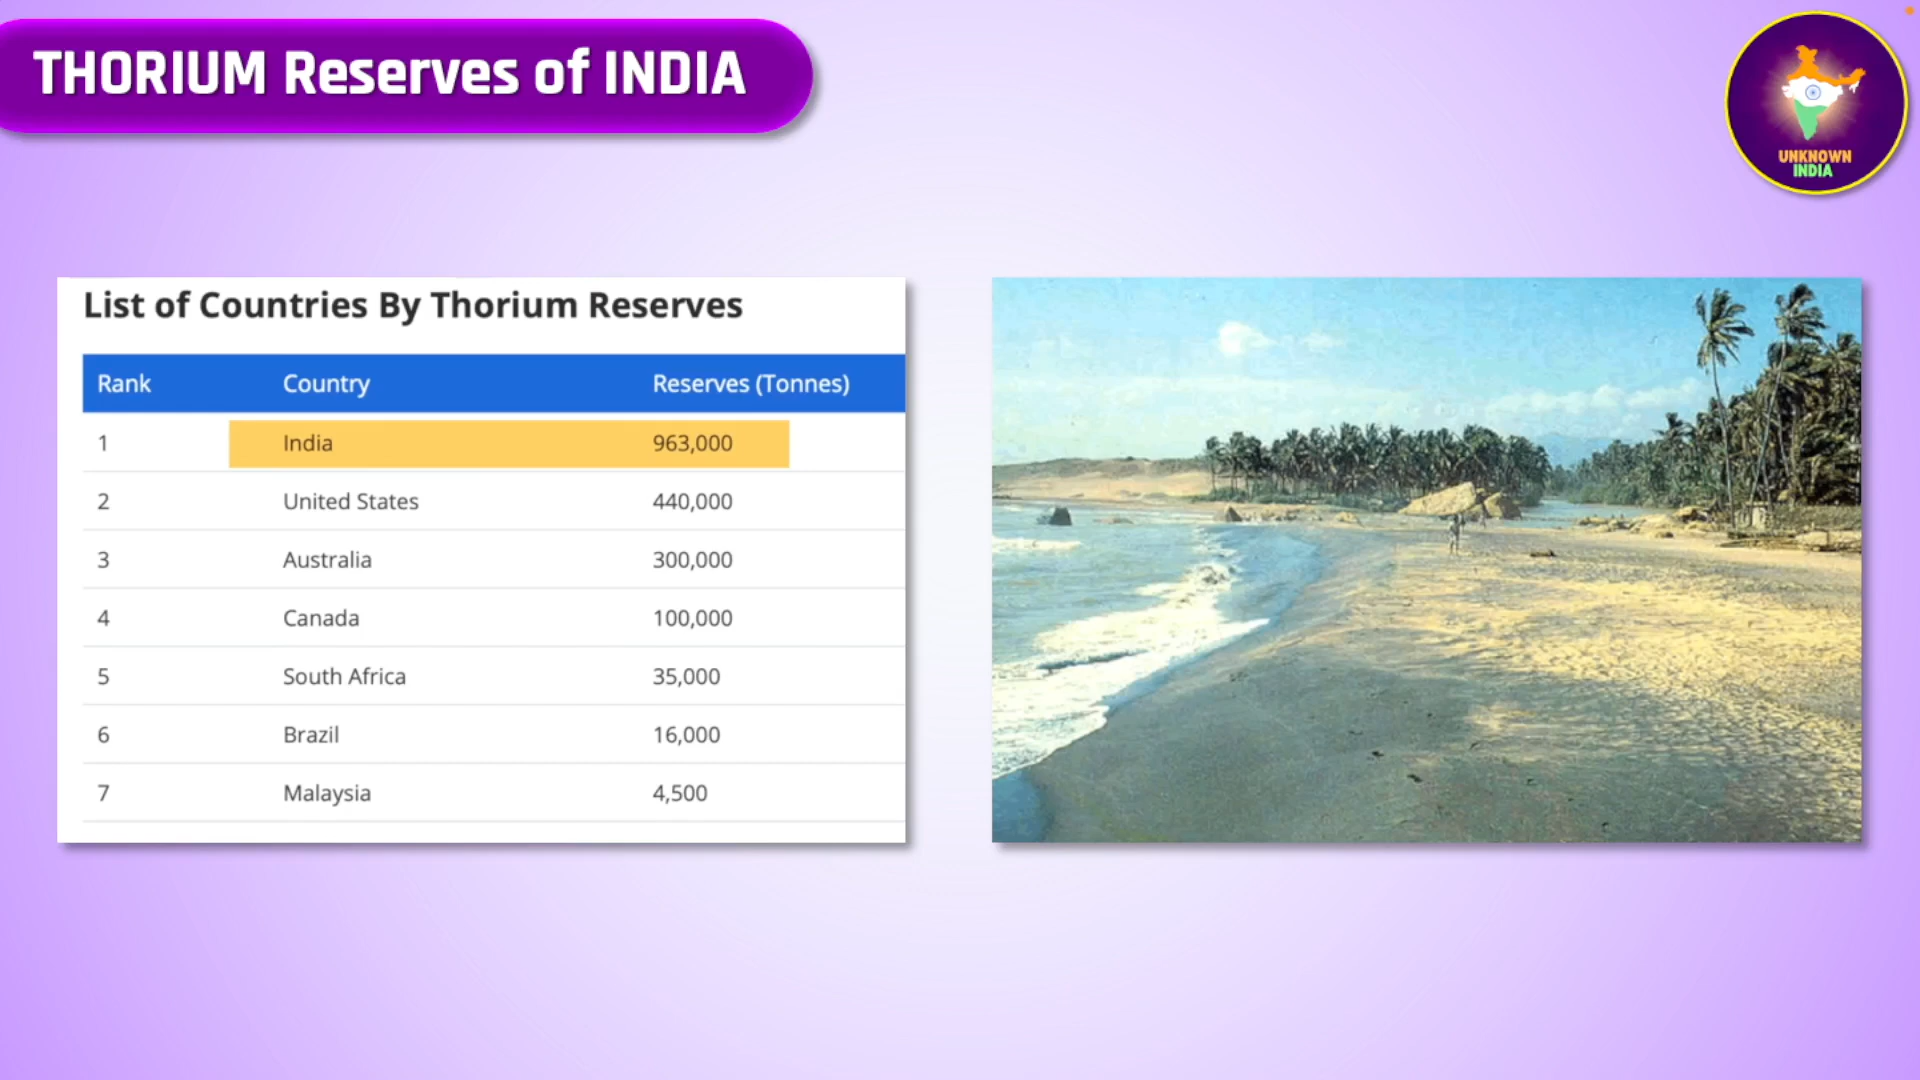 THORIUM Reserves of INDIA
UNKNOWN
INDIA
List of Countries By Thorium Reserves
Rank Country Reserves (Tonnes)
1 India 963,000
2 United States 440,000
3 Australia 300,000
4 Canada 100,000
5 South Africa 35,000
6 Brazil 16,000
7 Malaysia 4,500